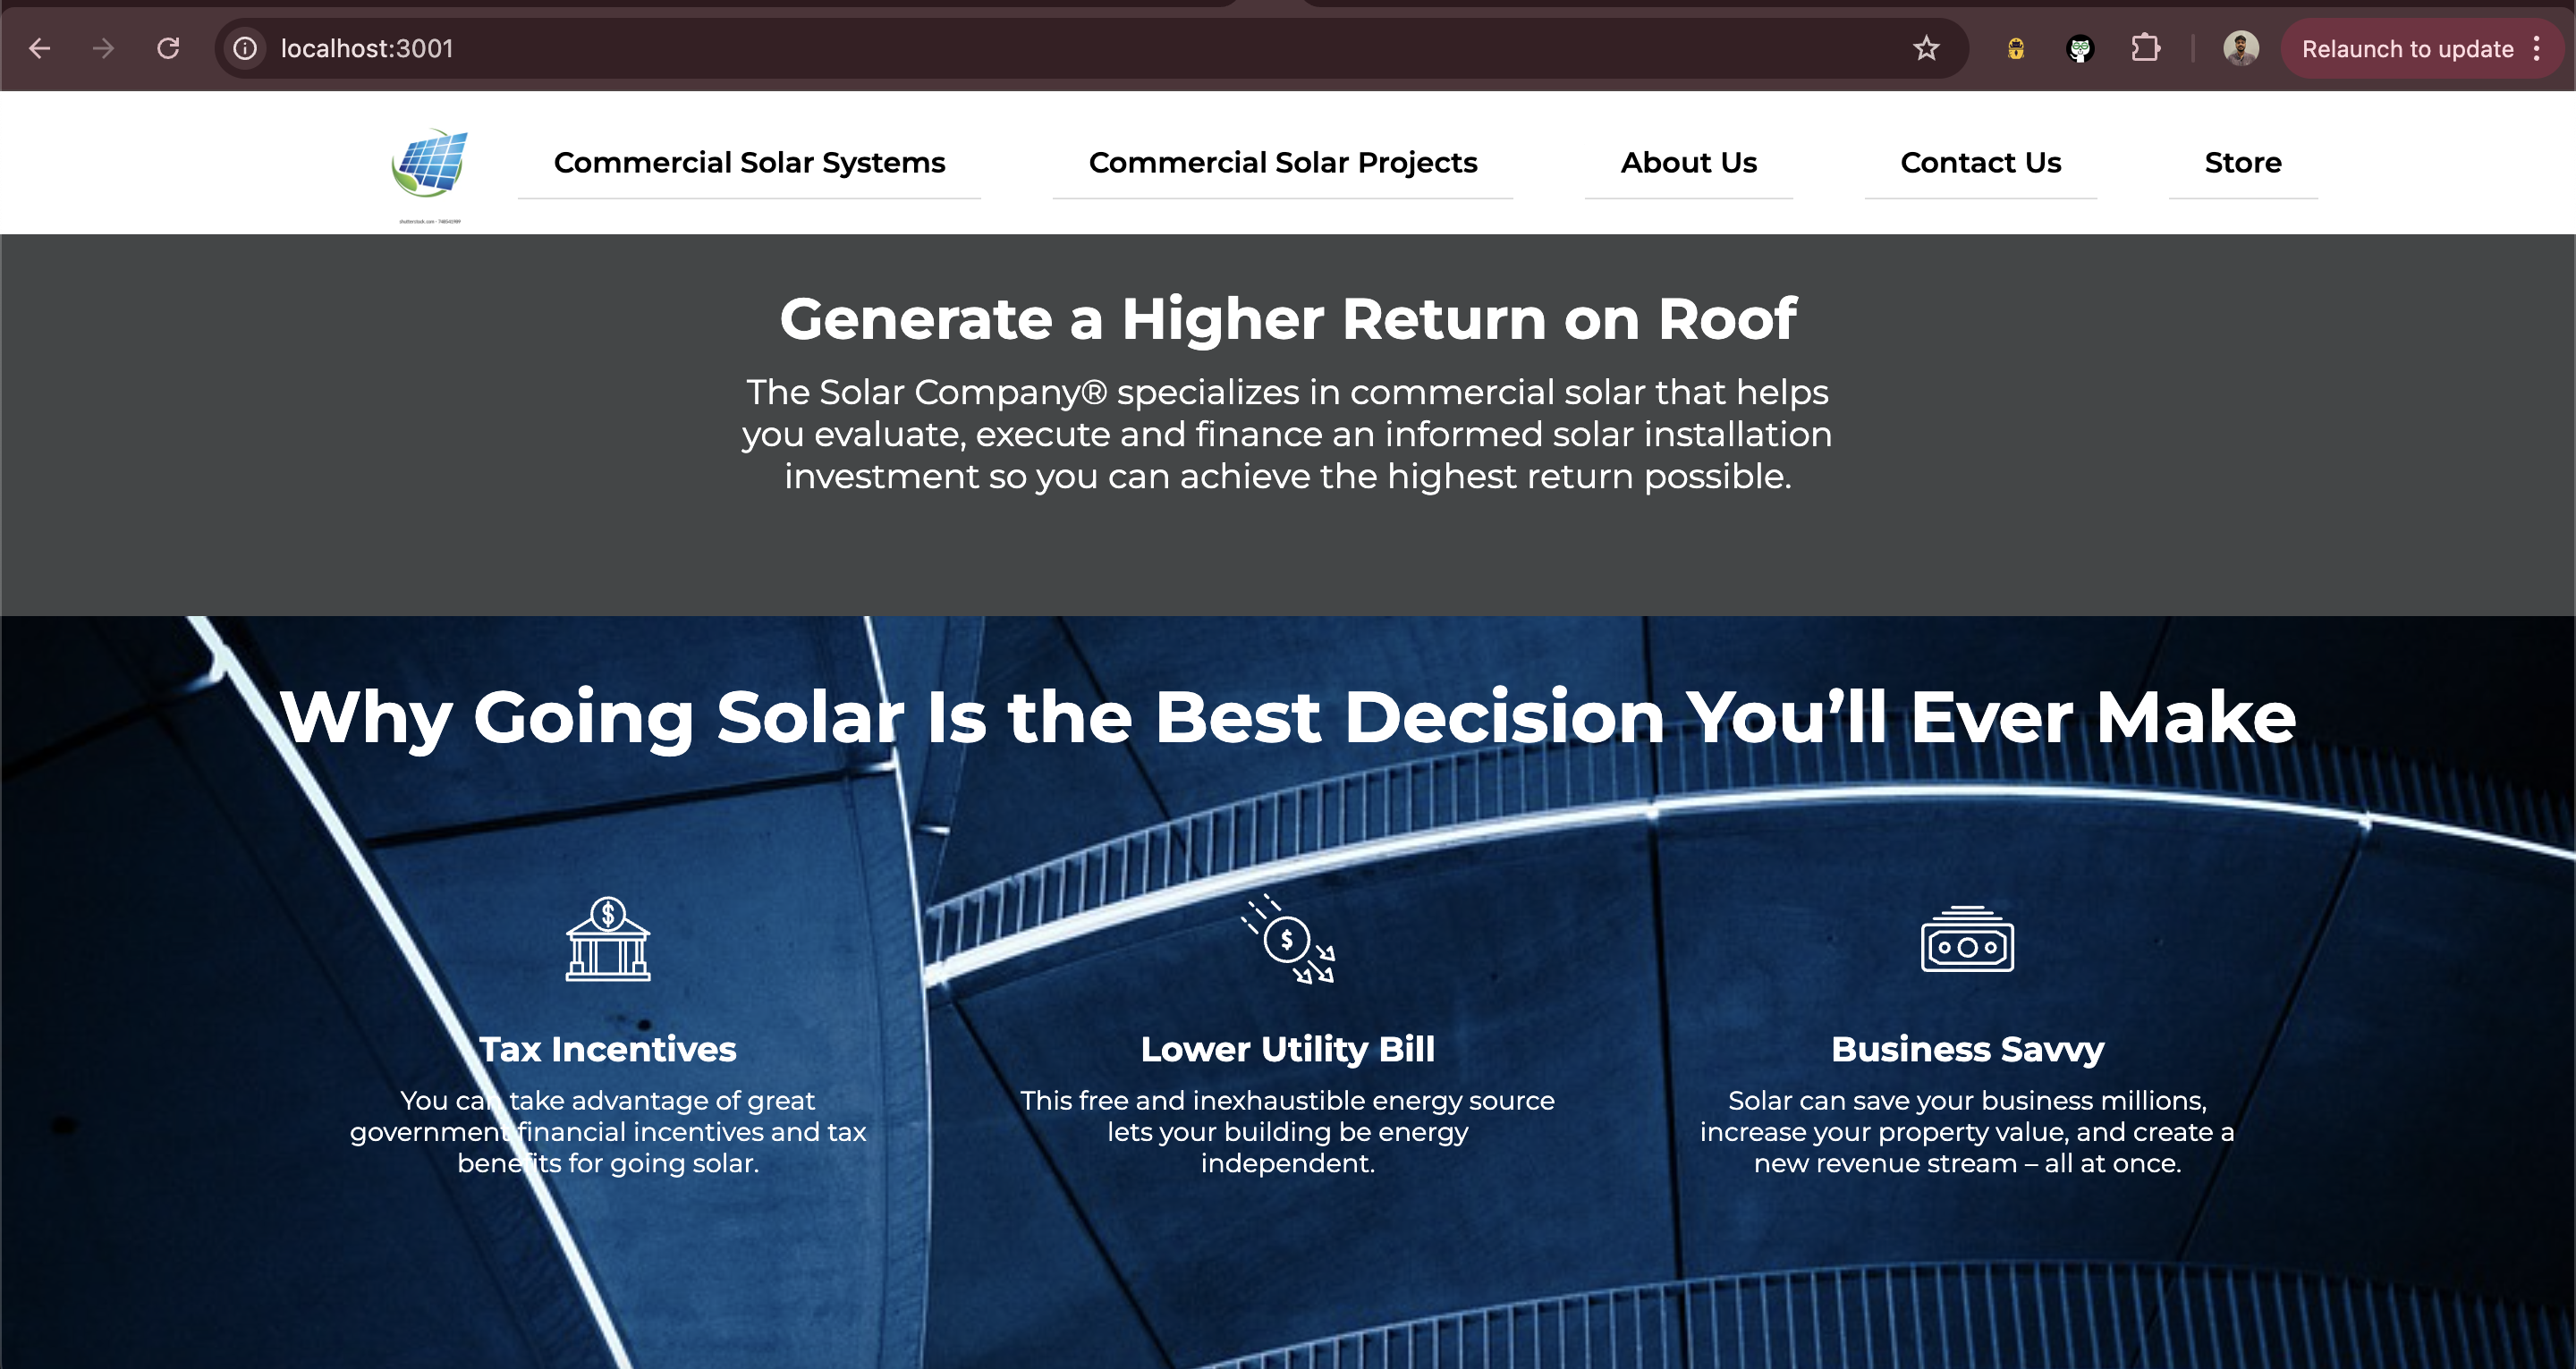 localhost:3001
Relaunch to update
Commercial Solar Systems
Commercial Solar Projects
About Us
Contact Us
Store
shutterstock.com · 748541989
Generate a Higher Return on Roof
The Solar Company® specializes in commercial solar that helps
you evaluate, execute and finance an informed solar installation
investment so you can achieve the highest return possible.
Why Going Solar Is the Best Decision You’ll Ever Make
$
$
Tax Incentives
You can take advantage of great
government financial incentives and tax
benefits for going solar.
Lower Utility Bill
This free and inexhaustible energy source
lets your building be energy
independent.
Business Savvy
Solar can save your business millions,
increase your property value, and create a
new revenue stream – all at once.